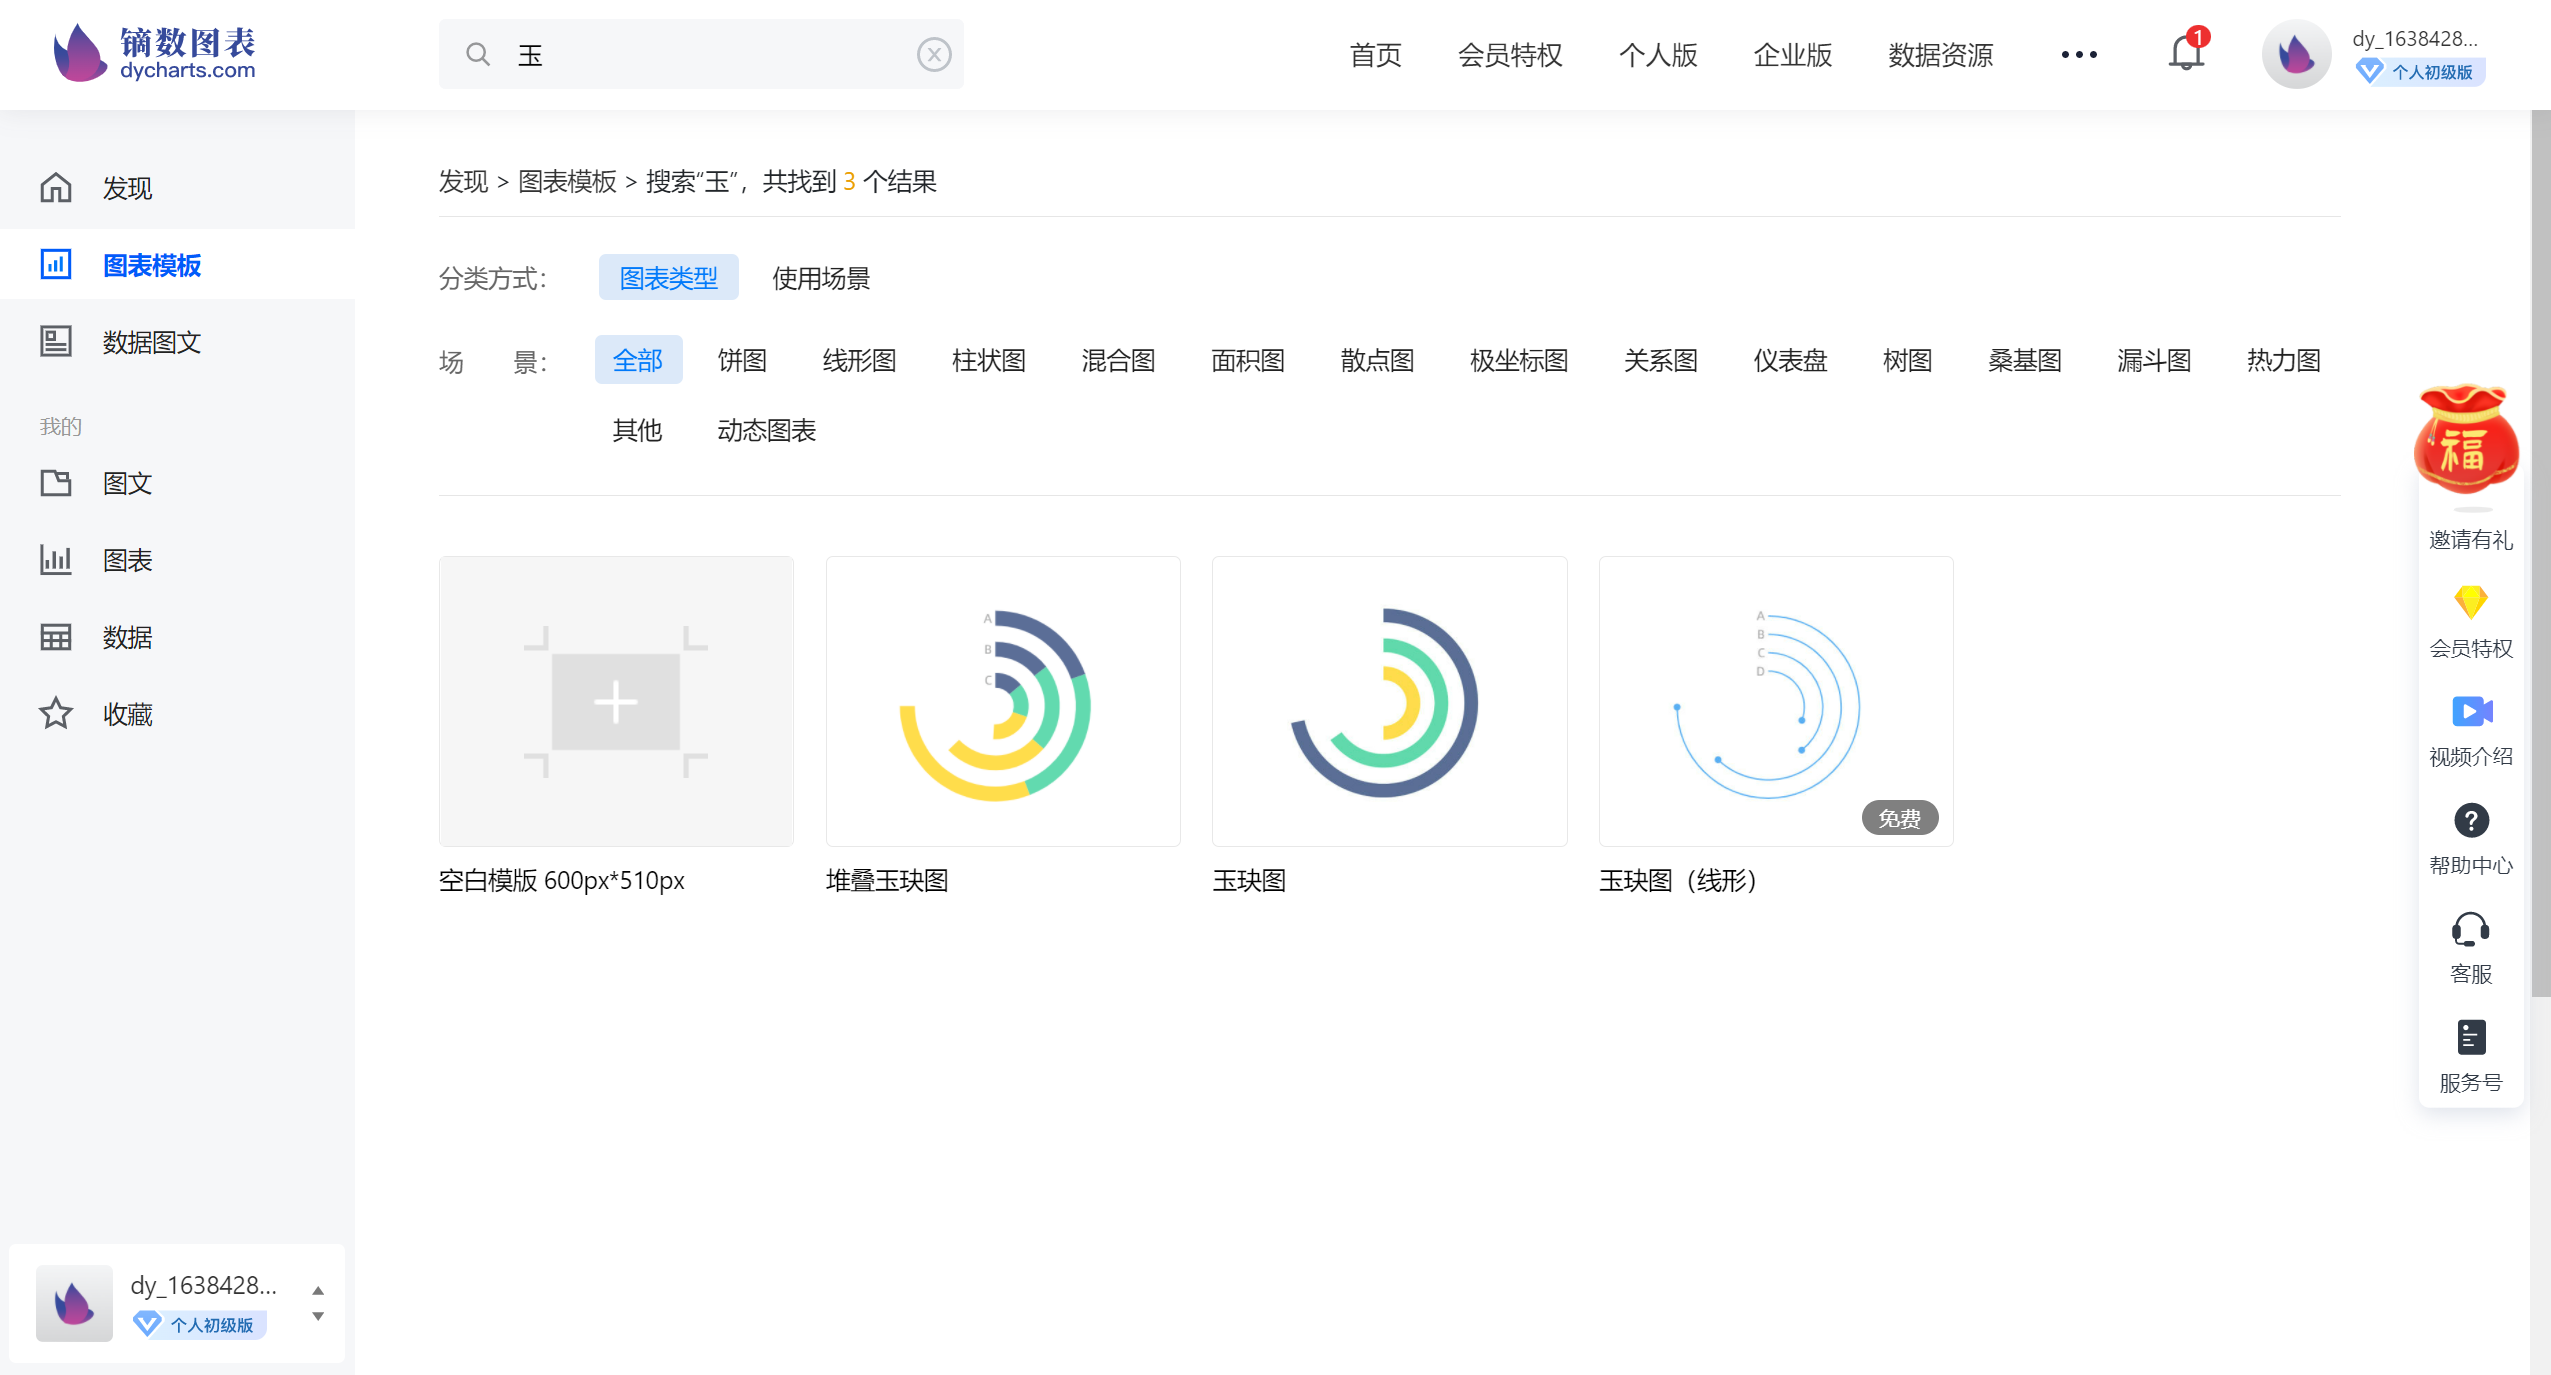 镝数图表
dycharts.com
玉
首页
会员特权
个人版
企业版
数据资源
1
dy_1638428...
个人初级版
发现
图表模板
数据图文
我的
图文
图表
数据
收藏
dy_1638428...
个人初级版
发现 > 图表模板 > 搜索“玉”，共找到 3 个结果
分类方式：
图表类型
使用场景
场 景：
全部
饼图
线形图
柱状图
混合图
面积图
散点图
极坐标图
关系图
仪表盘
树图
桑基图
漏斗图
热力图
其他
动态图表
A
B
C
A
B
C
D
免费
空白模版 600px*510px
堆叠玉玦图
玉玦图
玉玦图（线形）
福
邀请有礼
会员特权
视频介绍
帮助中心
客服
服务号